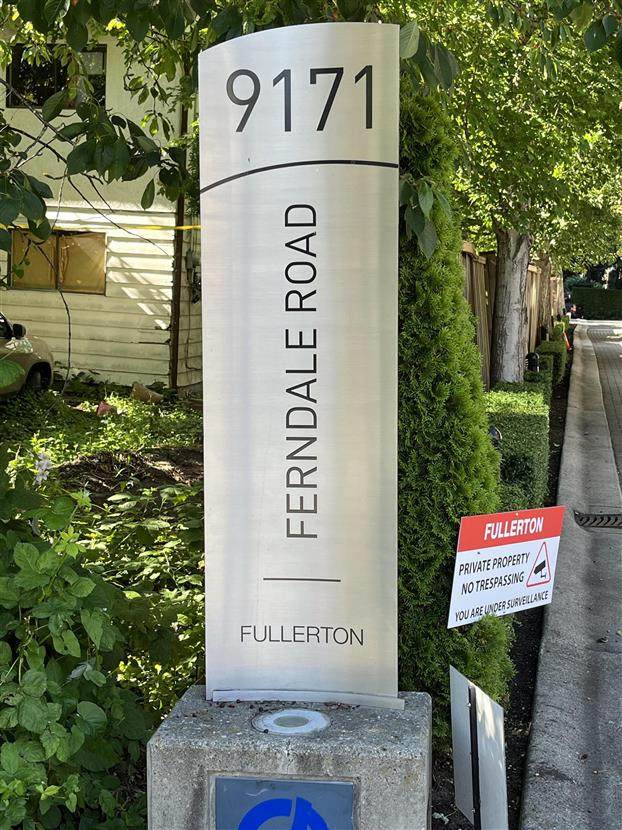 9171
FERNDALE ROAD
FULLERTON
FULLERTON
PRIVATE PROPERTY
NO TRESPASSING
YOU ARE UNDER SURVEILLANCE